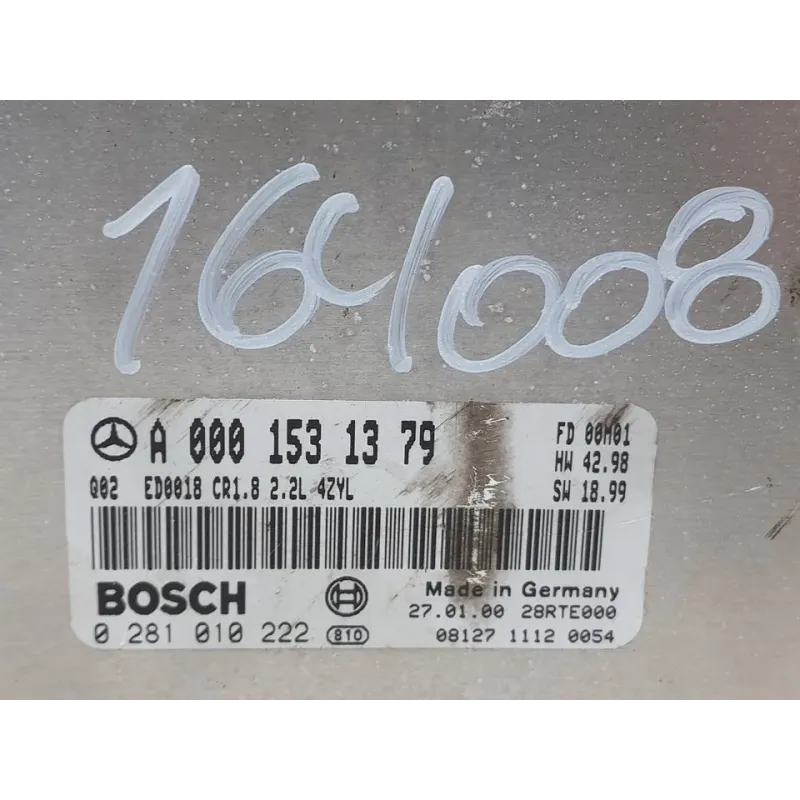 164008
A 000 153 13 79
FD 00M01
HW 42.98
Q02 ED0018 CR1.8 2.2L 4ZYL
SW 18.99
BOSCH
Made in Germany
27.01.00 28RTE000
0 281 010 222 810
08127 1112 0054